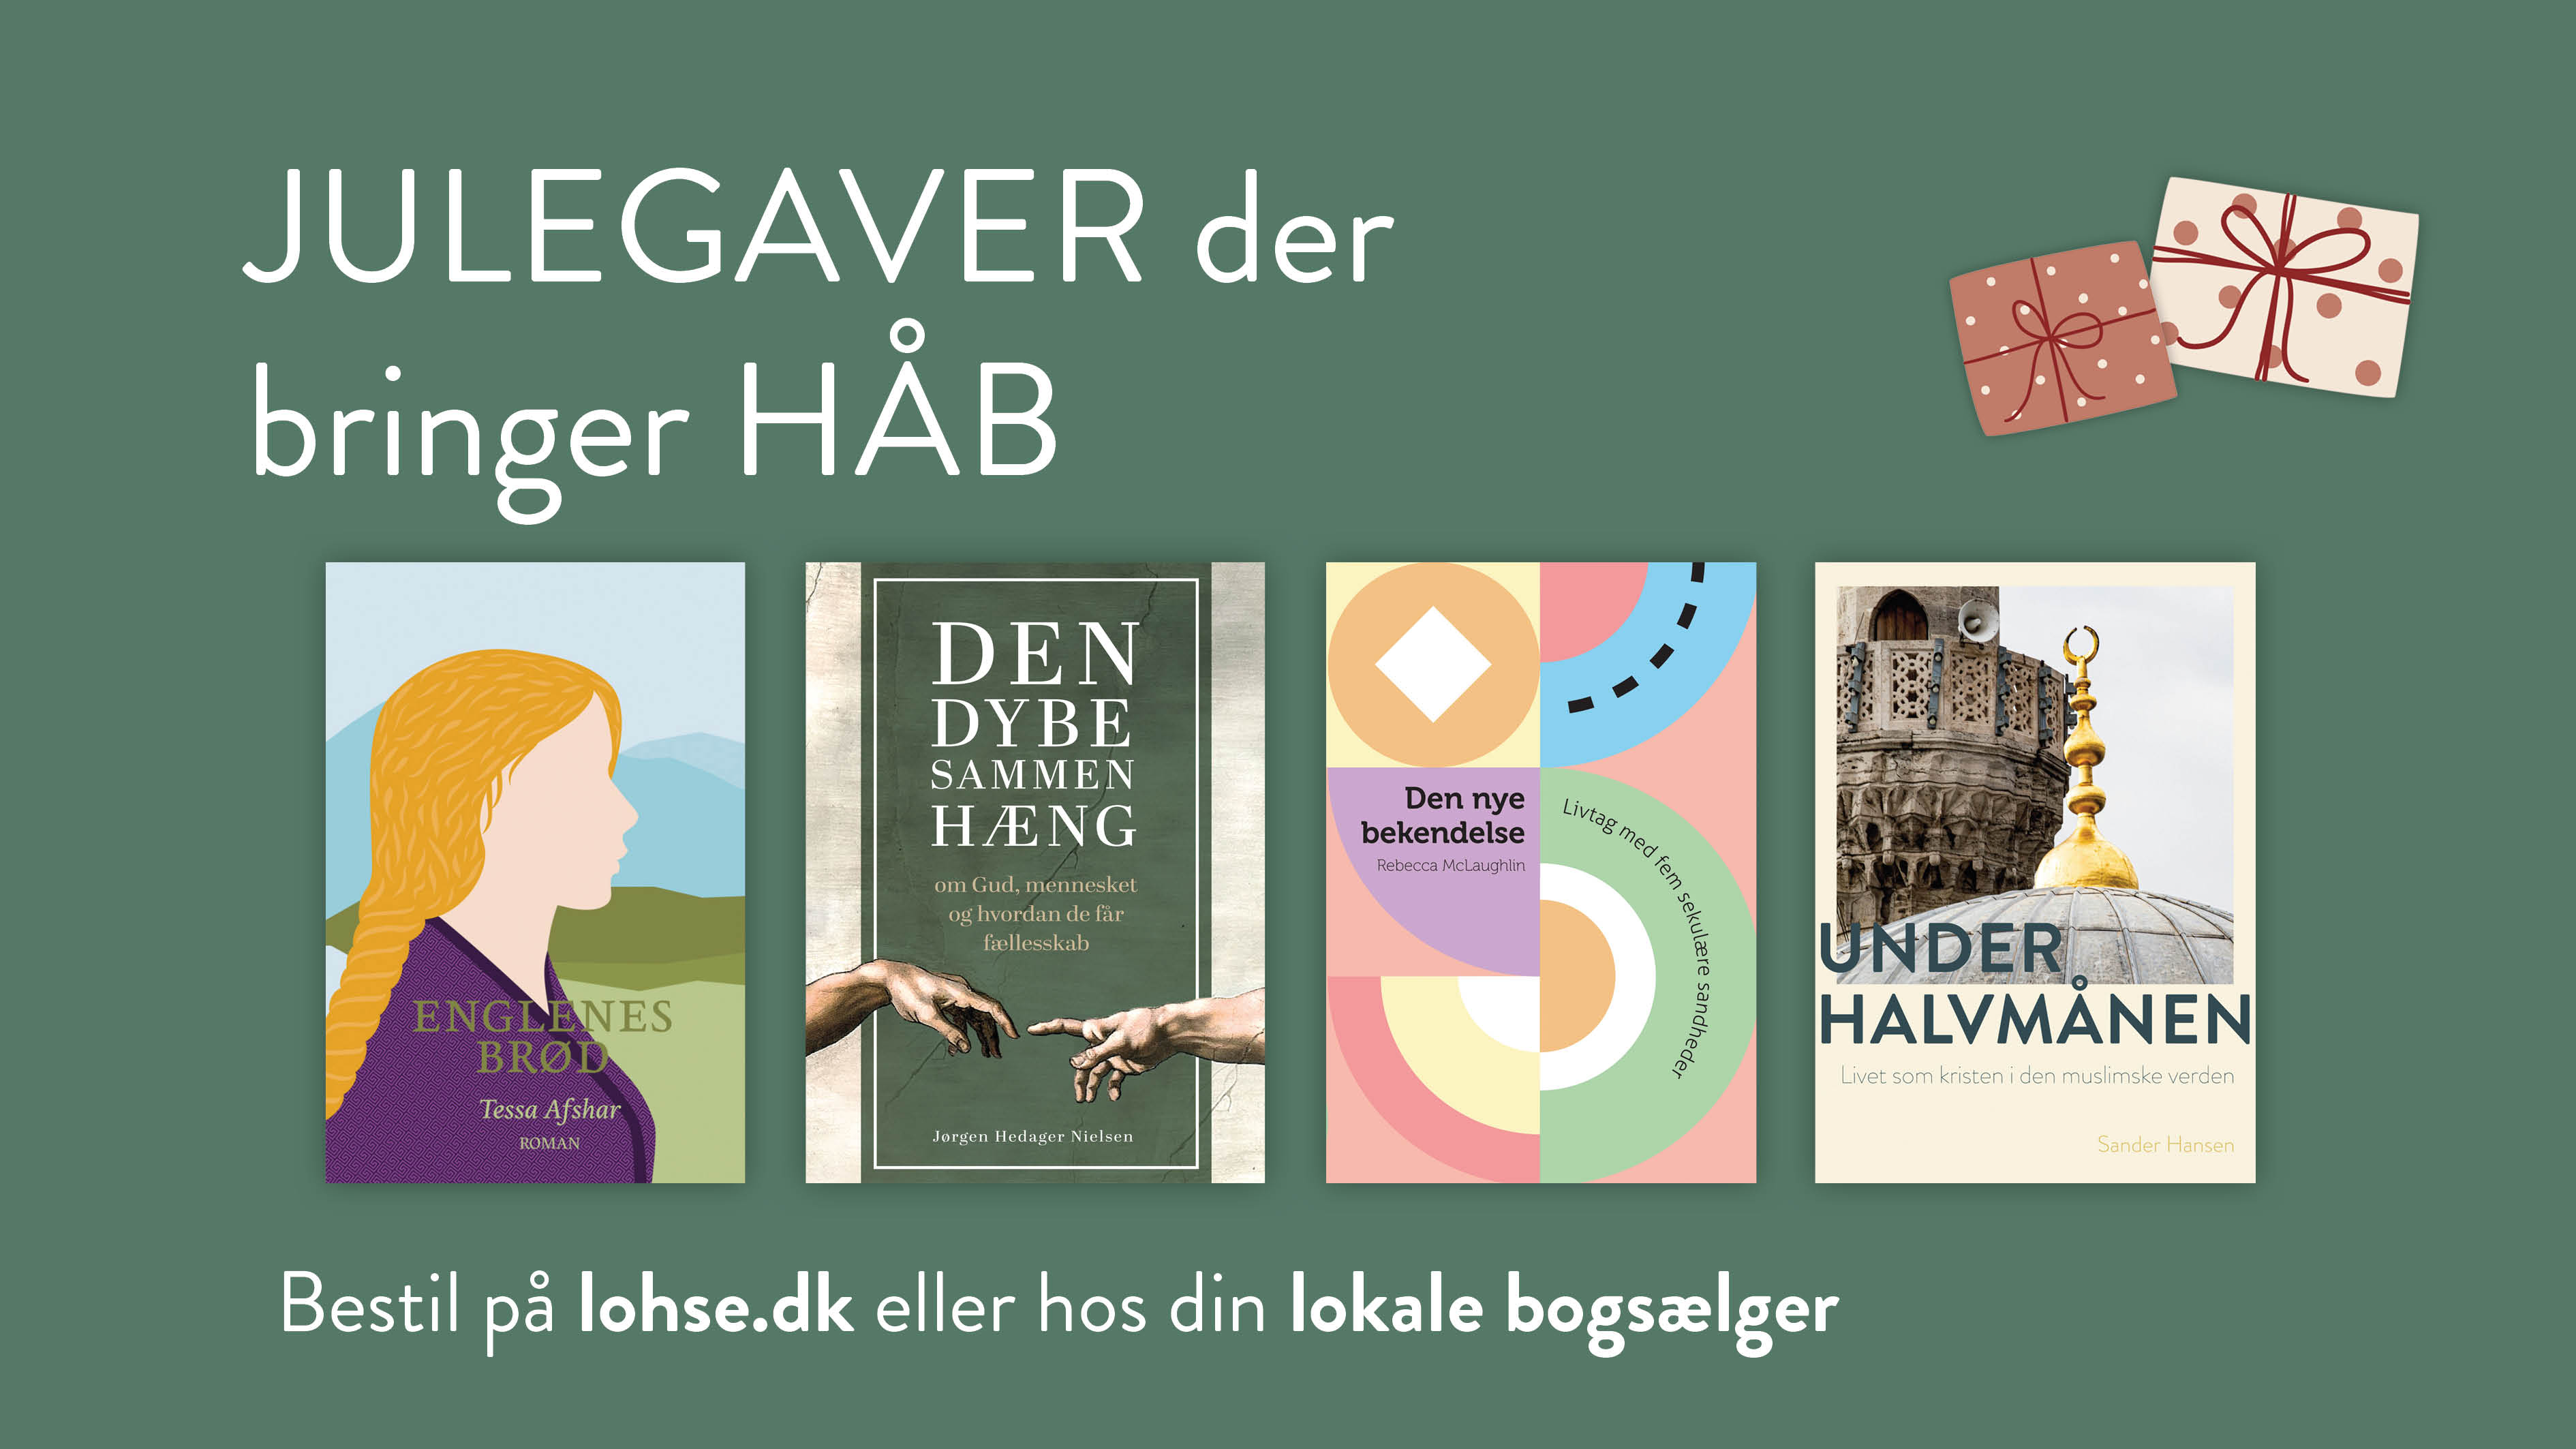 JULEGAVER der
bringer HÅB
ENGLENES
BRØD
Tessa Afshar
ROMAN
DEN
DYBE
SAMMEN
HÆNG
om Gud, mennesket
og hvordan de får
fællesskab
Jørgen Hedager Nielsen
Den nye
bekendelse
Rebecca McLaughlin
Livtag med fem sekulære sandheder
UNDER
HALVMÅNEN
Livet som kristen i den muslimske verden
Sander Hansen
Bestil på lohse.dk eller hos din lokale bogsælger